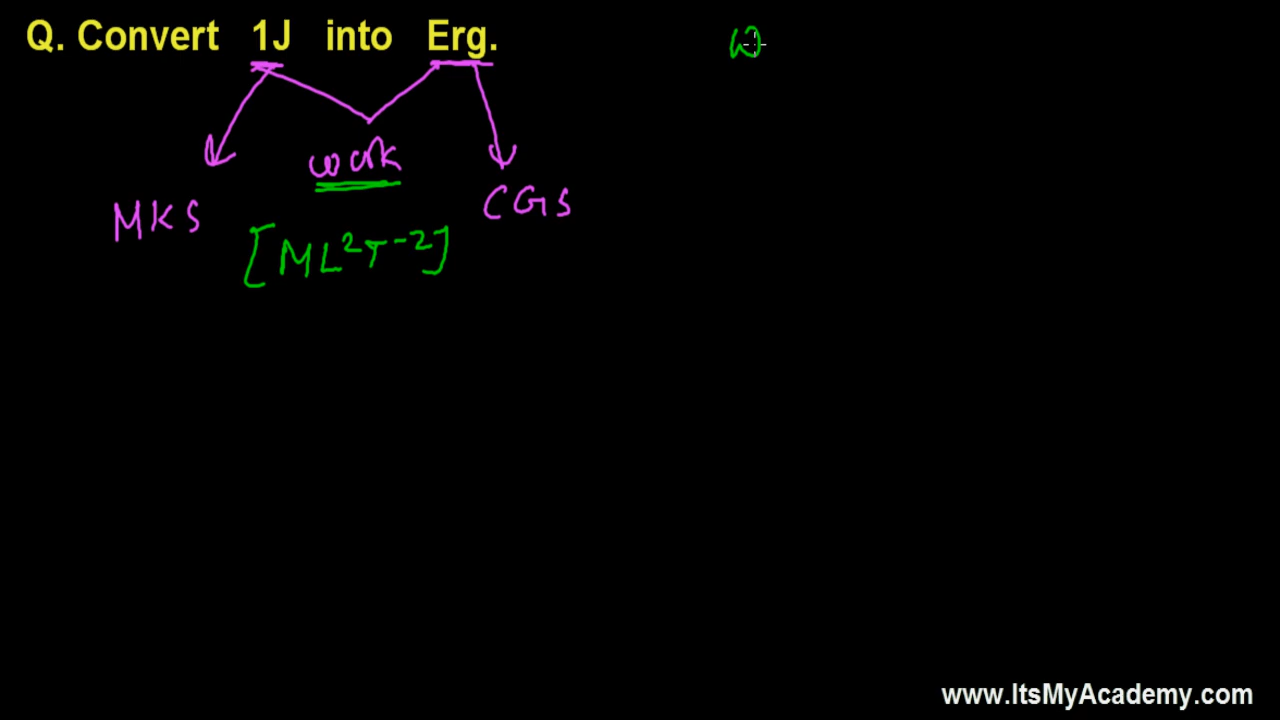 Q. Convert 1J into Erg.
W
work
MKS
CGS
[ML²T⁻²]
www.ItsMyAcademy.com